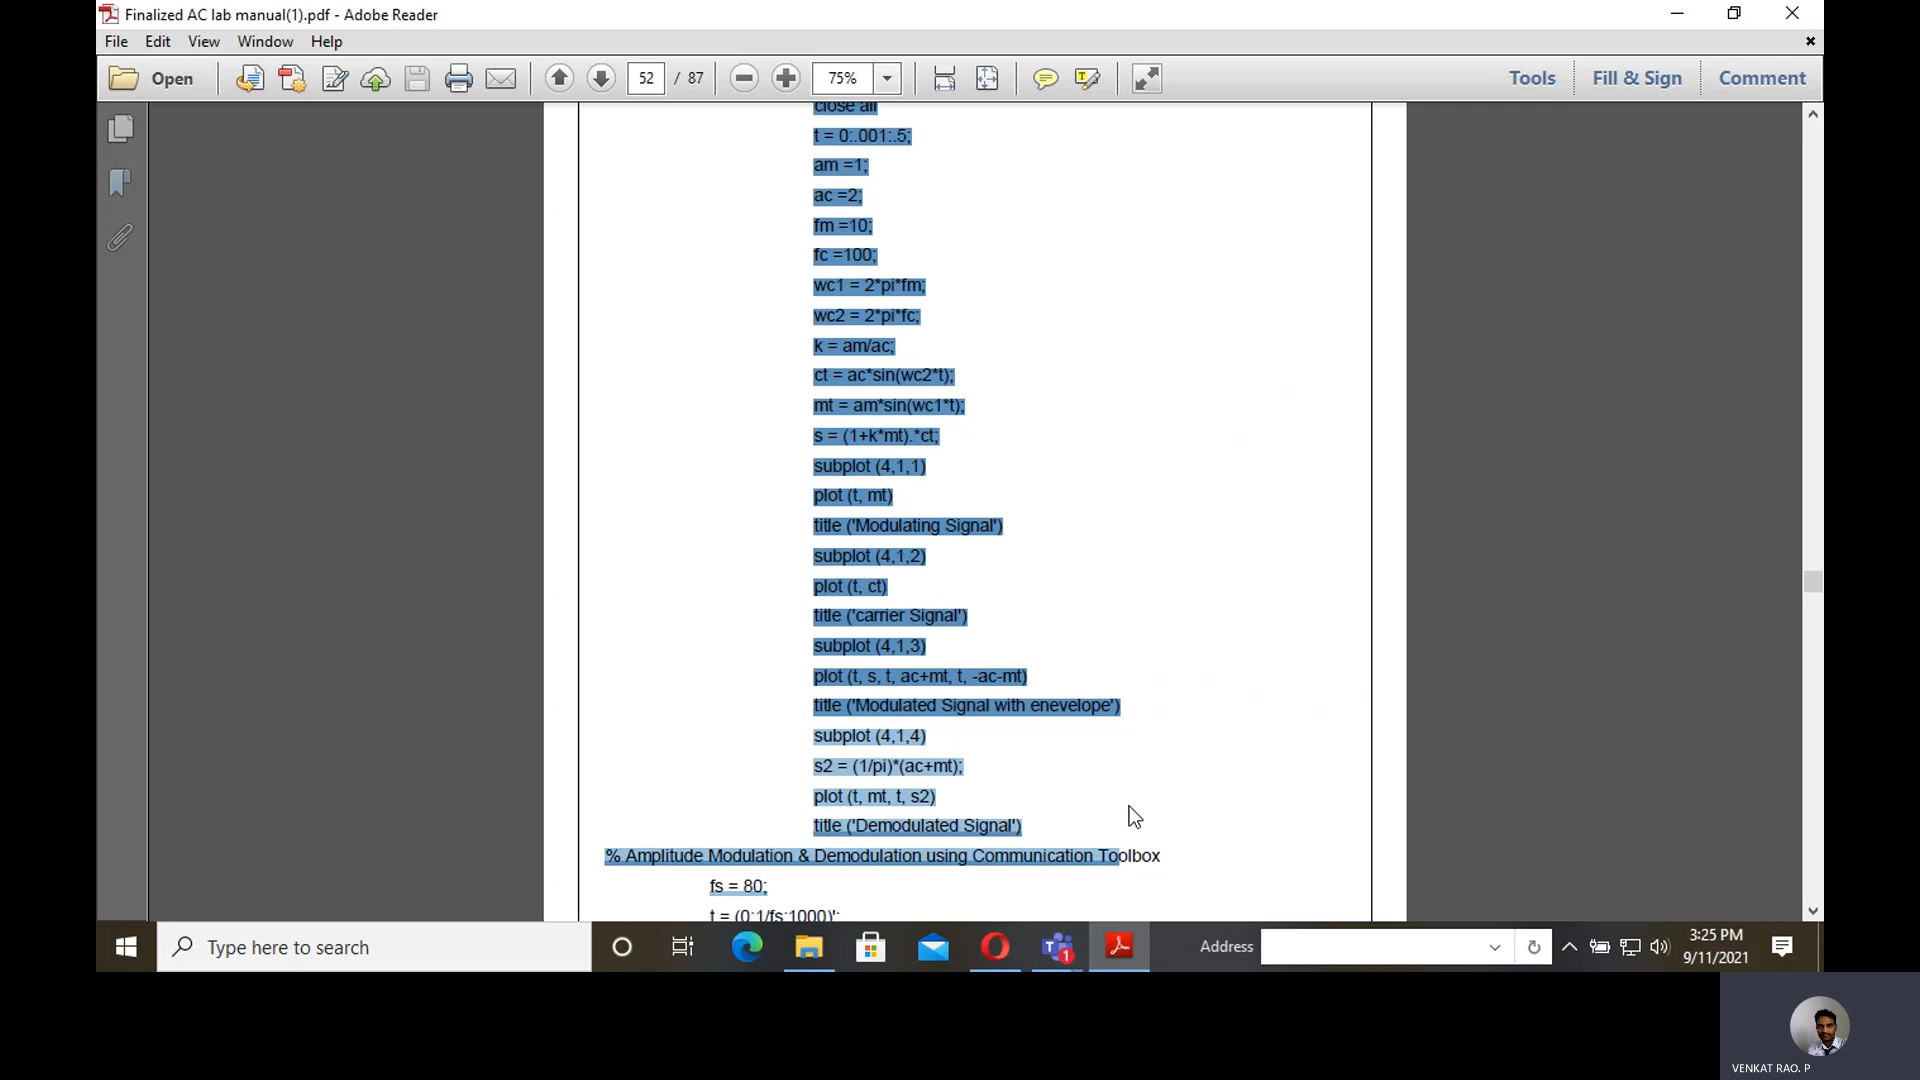 Finalized AC lab manual(1).pdf - Adobe Reader
File Edit View Window Help
Open 52 / 87 75% Tools Fill & Sign Comment
close all
t = 0:.001:.5;
am =1;
ac =2;
fm =10;
fc =100;
wc1 = 2*pi*fm;
wc2 = 2*pi*fc;
k = am/ac;
ct = ac*sin(wc2*t);
mt = am*sin(wc1*t);
s = (1+k*mt).*ct;
subplot (4,1,1)
plot (t, mt)
title ('Modulating Signal')
subplot (4,1,2)
plot (t, ct)
title ('carrier Signal')
subplot (4,1,3)
plot (t, s, t, ac+mt, t, -ac-mt)
title ('Modulated Signal with enevelope')
subplot (4,1,4)
s2 = (1/pi)*(ac+mt);
plot (t, mt, t, s2)
title ('Demodulated Signal')
% Amplitude Modulation & Demodulation using Communication Toolbox
fs = 80;
t = (0:1/fs:1000)';
Type here to search
1
Address
3:25 PM
9/11/2021
VENKAT RAO. P